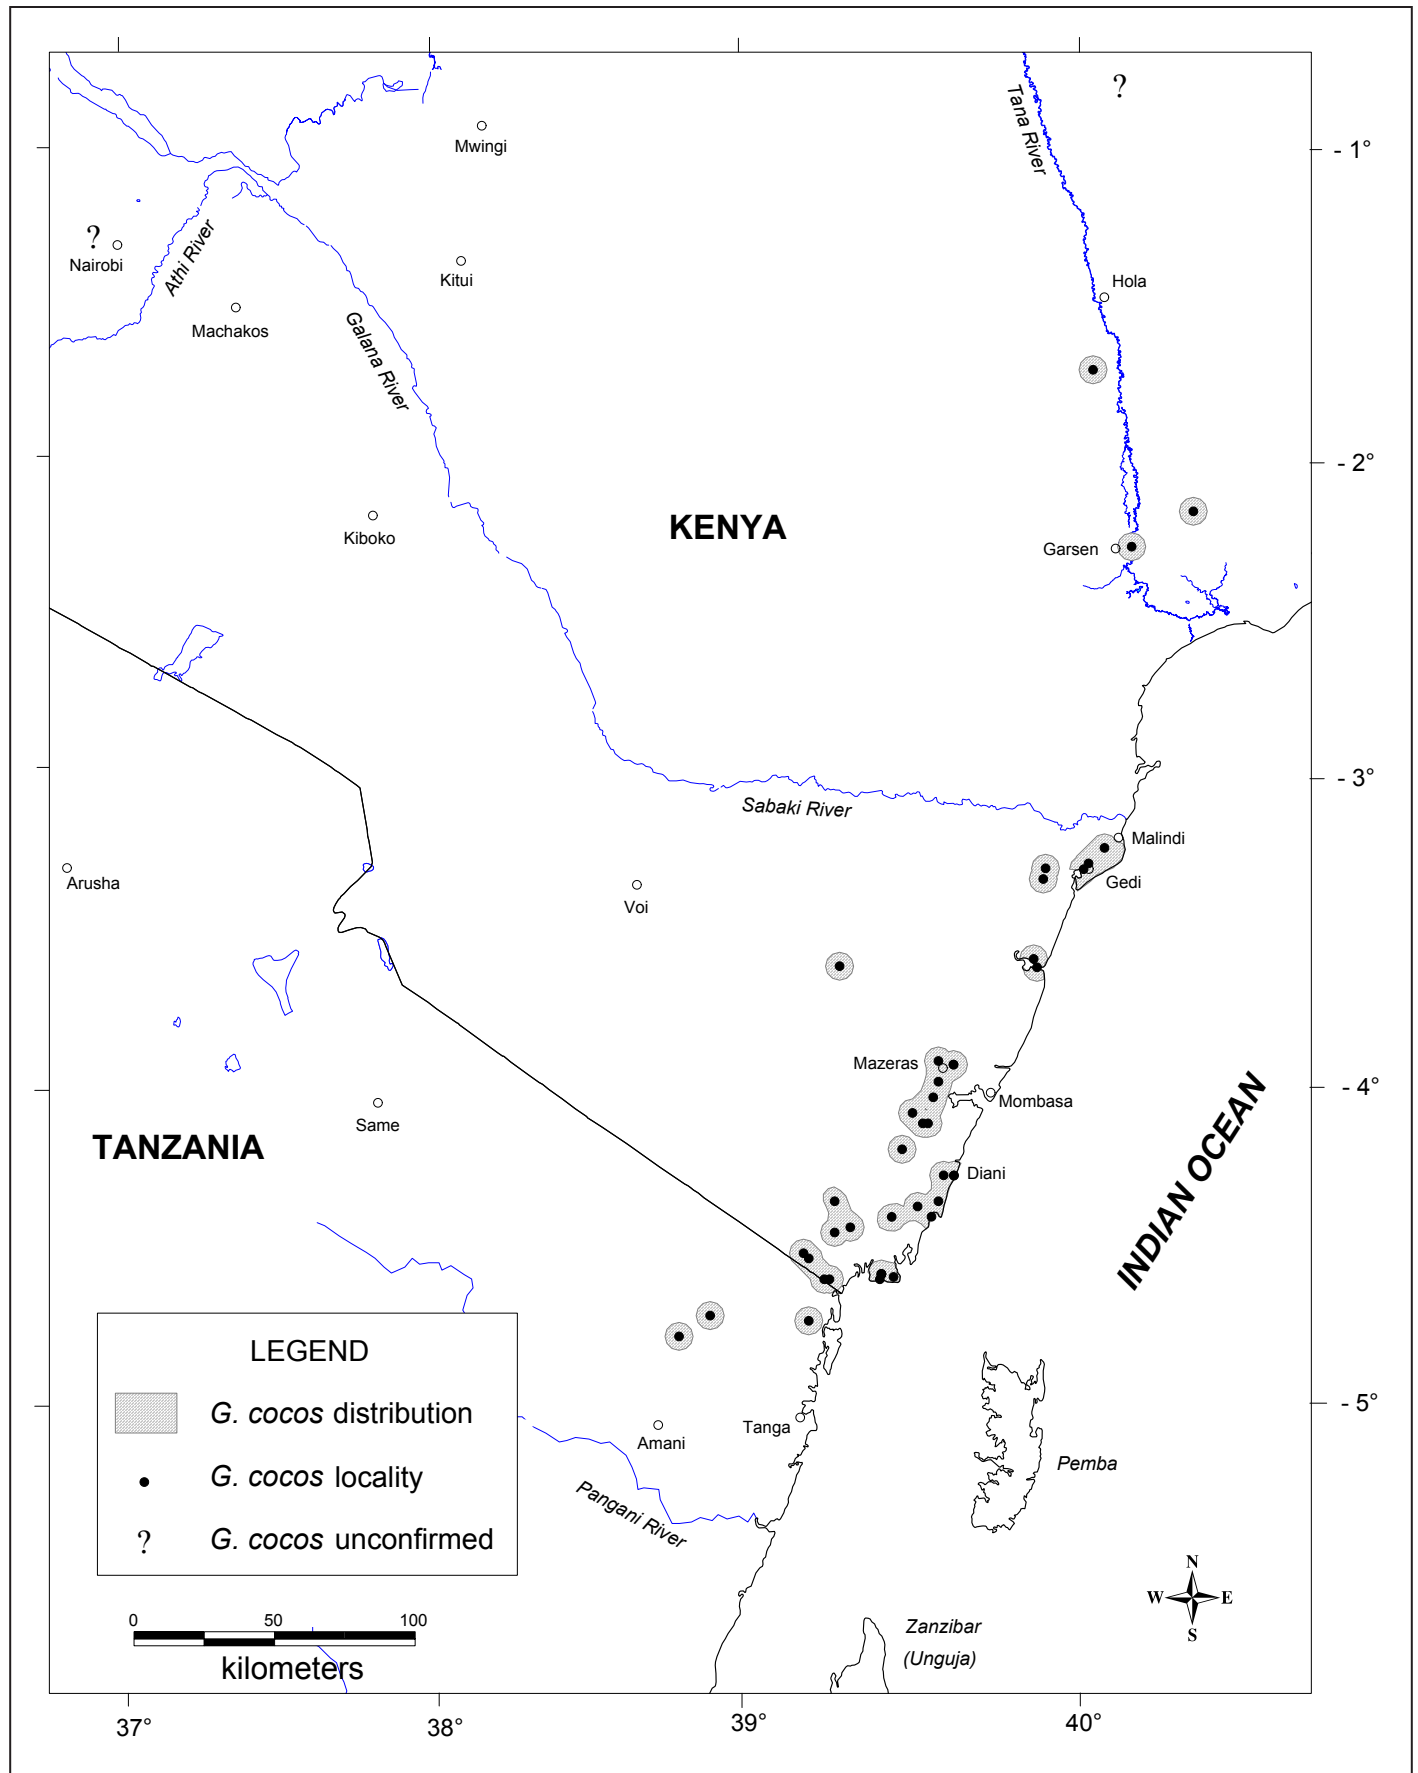 ?
Tana River
- 1°
Mwingi
?
Nairobi
Athi River
Kitui
Hola
Machakos
Galana River
- 2°
Kiboko
KENYA
Garsen
- 3°
Sabaki River
Malindi
Arusha
Voi
Gedi
Mazeras
- 4°
Mombasa
Same
TANZANIA
Diani
INDIAN OCEAN
LEGEND
G. cocos distribution
G. cocos locality
? G. cocos unconfirmed
- 5°
Amani
Tanga
Pemba
Pangani River
N
W E
S
0 50 100
kilometers
Zanzibar
(Unguja)
37° 38° 39° 40°